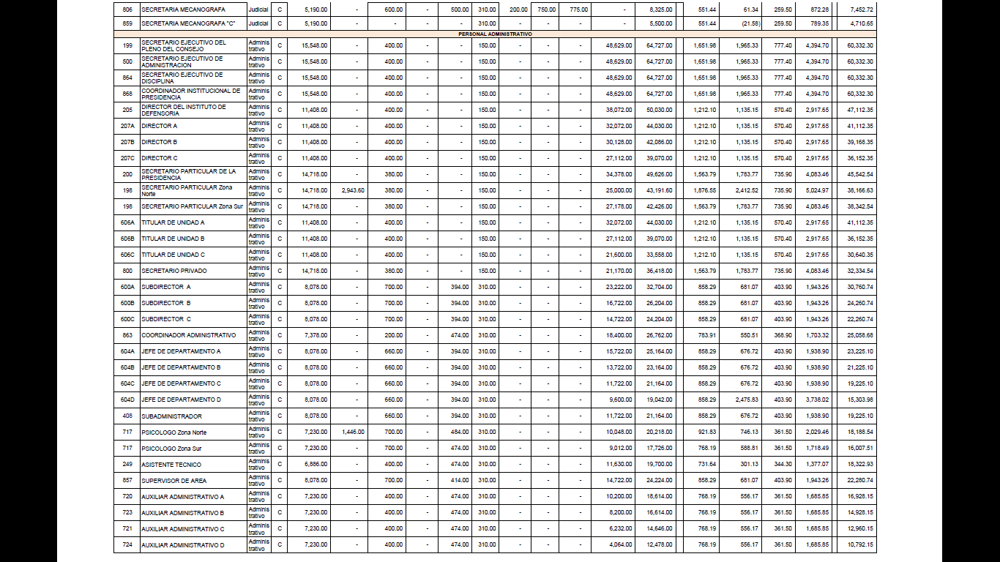 806 SECRETARIA MECANOGRAFA Judicial C 5,190.00 - 600.00 - 500.00 310.00 200.00 750.00 775.00 - 8,325.00 551.44 61.34 259.50 872.28 7,452.72
859 SECRETARIA MECANOGRAFA "C" Judicial C 5,190.00 - - - - 310.00 - - - - 5,500.00 551.44 (21.58) 259.50 789.35 4,710.65
PERSONAL ADMINISTRATIVO
199 SECRETARIO EJECUTIVO DEL PLENO DEL CONSEJO Adminis trativo C 15,548.00 - 400.00 - - 150.00 - - - 48,629.00 64,727.00 1,651.98 1,965.33 777.40 4,394.70 60,332.30
500 SECRETARIO EJECUTIVO DE ADMINISTRACION Adminis trativo C 15,548.00 - 400.00 - - 150.00 - - - 48,629.00 64,727.00 1,651.98 1,965.33 777.40 4,394.70 60,332.30
864 SECRETARIO EJECUTIVO DE DISCIPLINA Adminis trativo C 15,548.00 - 400.00 - - 150.00 - - - 48,629.00 64,727.00 1,651.98 1,965.33 777.40 4,394.70 60,332.30
868 COORDINADOR INSTITUCIONAL DE PRESIDENCIA Adminis trativo C 15,548.00 - 400.00 - - 150.00 - - - 48,629.00 64,727.00 1,651.98 1,965.33 777.40 4,394.70 60,332.30
205 DIRECTOR DEL INSTITUTO DE DEFENSORIA Adminis trativo C 11,408.00 - 400.00 - - 150.00 - - - 38,072.00 50,030.00 1,212.10 1,135.15 570.40 2,917.65 47,112.35
207A DIRECTOR A Adminis trativo C 11,408.00 - 400.00 - - 150.00 - - - 32,072.00 44,030.00 1,212.10 1,135.15 570.40 2,917.65 41,112.35
207B DIRECTOR B Adminis trativo C 11,408.00 - 400.00 - - 150.00 - - - 30,128.00 42,086.00 1,212.10 1,135.15 570.40 2,917.65 39,168.35
207C DIRECTOR C Adminis trativo C 11,408.00 - 400.00 - - 150.00 - - - 27,112.00 39,070.00 1,212.10 1,135.15 570.40 2,917.65 36,152.35
200 SECRETARIO PARTICULAR DE LA PRESIDENCIA Adminis trativo C 14,718.00 - 380.00 - - 150.00 - - - 34,378.00 49,626.00 1,563.79 1,783.77 735.90 4,083.46 45,542.54
198 SECRETARIO PARTICULAR Zona Norte Adminis trativo C 14,718.00 2,943.60 380.00 - - 150.00 - - - 25,000.00 43,191.60 1,876.55 2,412.52 735.90 5,024.97 38,166.63
198 SECRETARIO PARTICULAR Zona Sur Adminis trativo C 14,718.00 - 380.00 - - 150.00 - - - 27,178.00 42,426.00 1,563.79 1,783.77 735.90 4,083.46 38,342.54
606A TITULAR DE UNIDAD A Adminis trativo C 11,408.00 - 400.00 - - 150.00 - - - 32,072.00 44,030.00 1,212.10 1,135.15 570.40 2,917.65 41,112.35
606B TITULAR DE UNIDAD B Adminis trativo C 11,408.00 - 400.00 - - 150.00 - - - 27,112.00 39,070.00 1,212.10 1,135.15 570.40 2,917.65 36,152.35
606C TITULAR DE UNIDAD C Adminis trativo C 11,408.00 - 400.00 - - 150.00 - - - 21,600.00 33,558.00 1,212.10 1,135.15 570.40 2,917.65 30,640.35
800 SECRETARIO PRIVADO Adminis trativo C 14,718.00 - 380.00 - - 150.00 - - - 21,170.00 36,418.00 1,563.79 1,783.77 735.90 4,083.46 32,334.54
600A SUBDIRECTOR A Adminis trativo C 8,078.00 - 700.00 - 394.00 310.00 - - - 23,222.00 32,704.00 858.29 681.07 403.90 1,943.26 30,760.74
600B SUBDIRECTOR B Adminis trativo C 8,078.00 - 700.00 - 394.00 310.00 - - - 16,722.00 26,204.00 858.29 681.07 403.90 1,943.26 24,260.74
600C SUBDIRECTOR C Adminis trativo C 8,078.00 - 700.00 - 394.00 310.00 - - - 14,722.00 24,204.00 858.29 681.07 403.90 1,943.26 22,260.74
863 COORDINADOR ADMINISTRATIVO Adminis trativo C 7,378.00 - 200.00 - 474.00 310.00 - - - 18,400.00 26,762.00 783.91 550.51 368.90 1,703.32 25,058.68
604A JEFE DE DEPARTAMENTO A Adminis trativo C 8,078.00 - 660.00 - 394.00 310.00 - - - 15,722.00 25,164.00 858.29 676.72 403.90 1,938.90 23,225.10
604B JEFE DE DEPARTAMENTO B Adminis trativo C 8,078.00 - 660.00 - 394.00 310.00 - - - 13,722.00 23,164.00 858.29 676.72 403.90 1,938.90 21,225.10
604C JEFE DE DEPARTAMENTO C Adminis trativo C 8,078.00 - 660.00 - 394.00 310.00 - - - 11,722.00 21,164.00 858.29 676.72 403.90 1,938.90 19,225.10
604D JEFE DE DEPARTAMENTO D Adminis trativo C 8,078.00 - 660.00 - 394.00 310.00 - - - 9,600.00 19,042.00 858.29 2,475.83 403.90 3,738.02 15,303.98
408 SUBADMINISTRADOR Adminis trativo C 8,078.00 - 660.00 - 394.00 310.00 - - - 11,722.00 21,164.00 858.29 676.72 403.90 1,938.90 19,225.10
717 PSICOLOGO Zona Norte Adminis trativo C 7,230.00 1,446.00 700.00 - 484.00 310.00 - - - 10,048.00 20,218.00 921.83 746.13 361.50 2,029.46 18,188.54
717 PSICOLOGO Zona Sur Adminis trativo C 7,230.00 - 700.00 - 474.00 310.00 - - - 9,012.00 17,726.00 768.19 588.81 361.50 1,718.49 16,007.51
249 ASISTENTE TECNICO Adminis trativo C 6,886.00 - 400.00 - 474.00 310.00 - - - 11,630.00 19,700.00 731.64 301.13 344.30 1,377.07 18,322.93
857 SUPERVISOR DE AREA Adminis trativo C 8,078.00 - 700.00 - 414.00 310.00 - - - 14,722.00 24,224.00 858.29 681.07 403.90 1,943.26 22,280.74
720 AUXILIAR ADMINISTRATIVO A Adminis trativo C 7,230.00 - 400.00 - 474.00 310.00 - - - 10,200.00 18,614.00 768.19 556.17 361.50 1,685.85 16,928.15
723 AUXILIAR ADMINISTRATIVO B Adminis trativo C 7,230.00 - 400.00 - 474.00 310.00 - - - 8,200.00 16,614.00 768.19 556.17 361.50 1,685.85 14,928.15
721 AUXILIAR ADMINISTRATIVO C Adminis trativo C 7,230.00 - 400.00 - 474.00 310.00 - - - 6,232.00 14,646.00 768.19 556.17 361.50 1,685.85 12,960.15
724 AUXILIAR ADMINISTRATIVO D Adminis trativo C 7,230.00 - 400.00 - 474.00 310.00 - - - 4,064.00 12,478.00 768.19 556.17 361.50 1,685.85 10,792.15